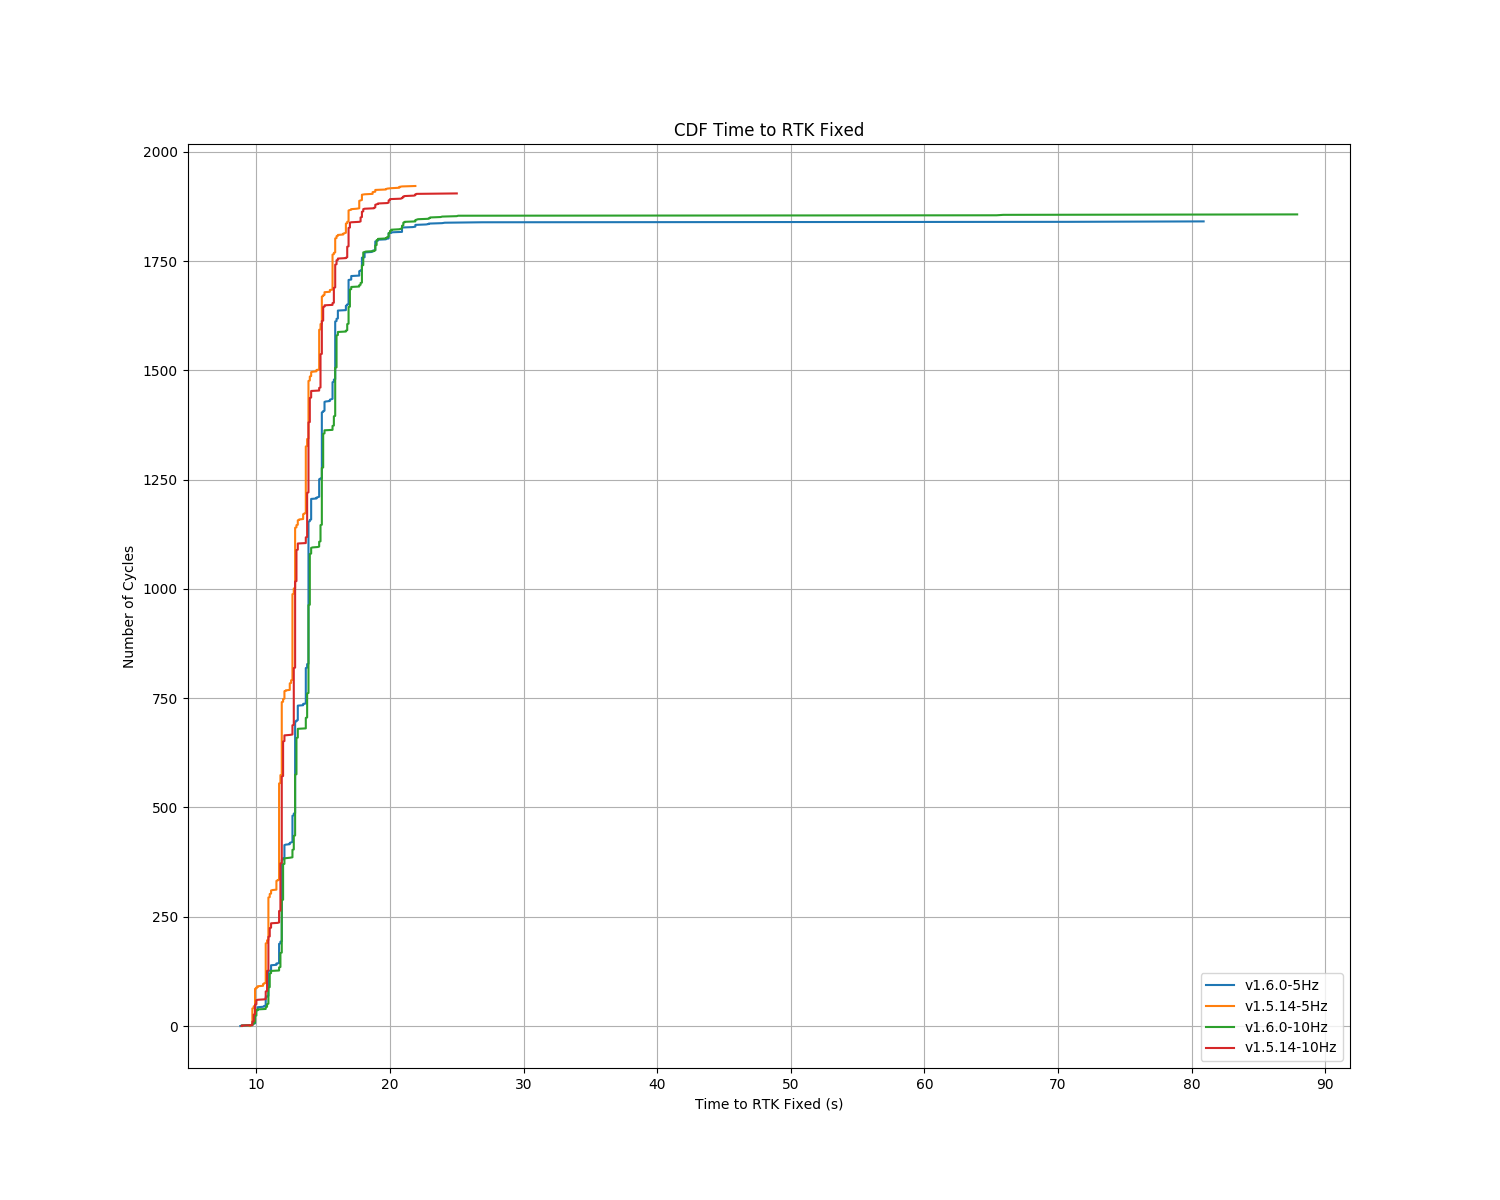 CDF Time to RTK Fixed
2000
1750
1500
1250
1000
750
500
250
0
Number of Cycles
10 20 30 40 50 60 70 80 90
Time to RTK Fixed (s)
v1.6.0-5Hz
v1.5.14-5Hz
v1.6.0-10Hz
v1.5.14-10Hz